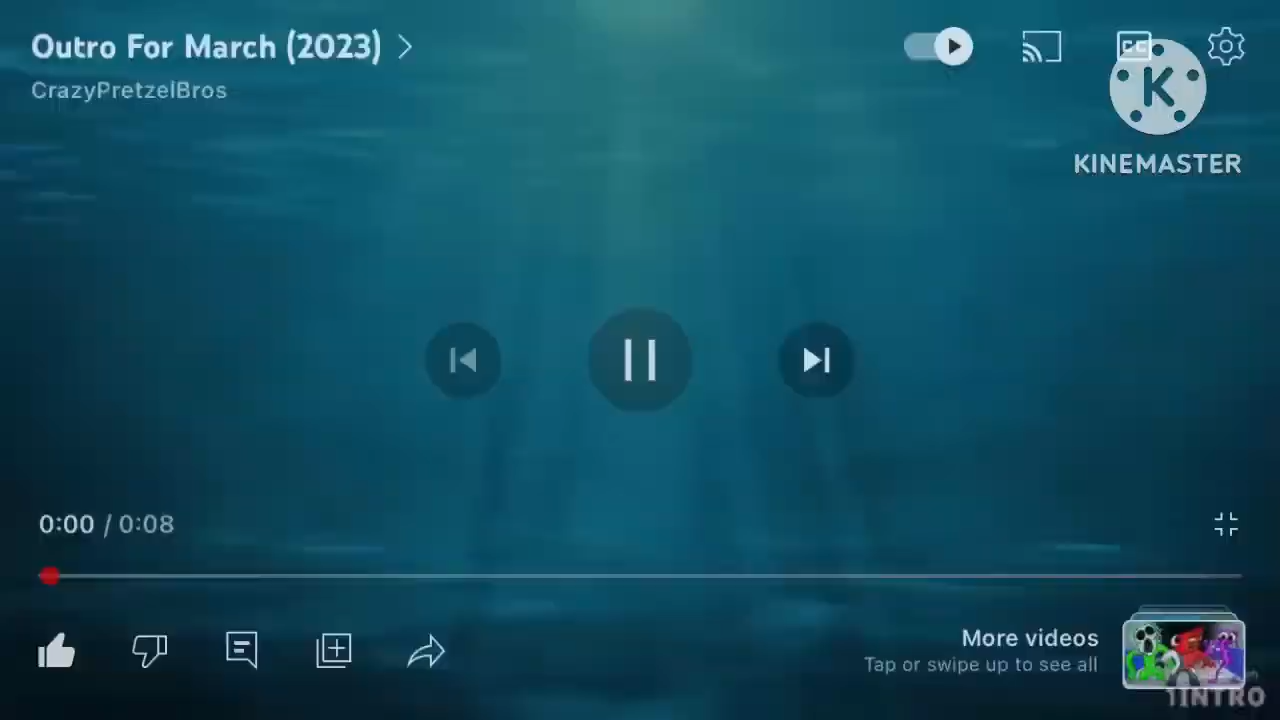 Outro For March (2023)
CrazyPretzelBros
CC
K
KINEMASTER
0:00 / 0:08
More videos
Tap or swipe up to see all
1INTRO